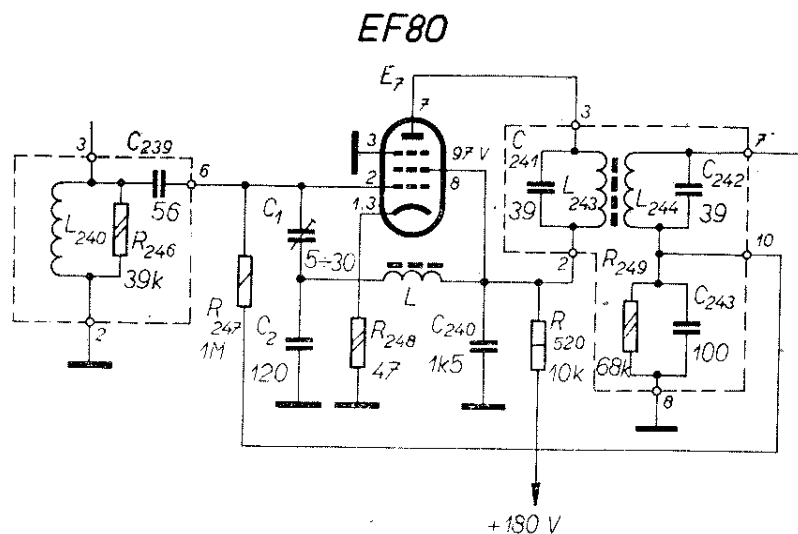 EF80
E7
7
3
3
C239
6
3
97 V
2
8
1.3
C241
7
L243
L244
C242
39
39
L240
56
R246
39k
C1
5÷30
2
10
R249
L
R247
1M
C2
120
R248
47
C240
1k5
R520
10k
68k
C243
100
2
8
+180 V